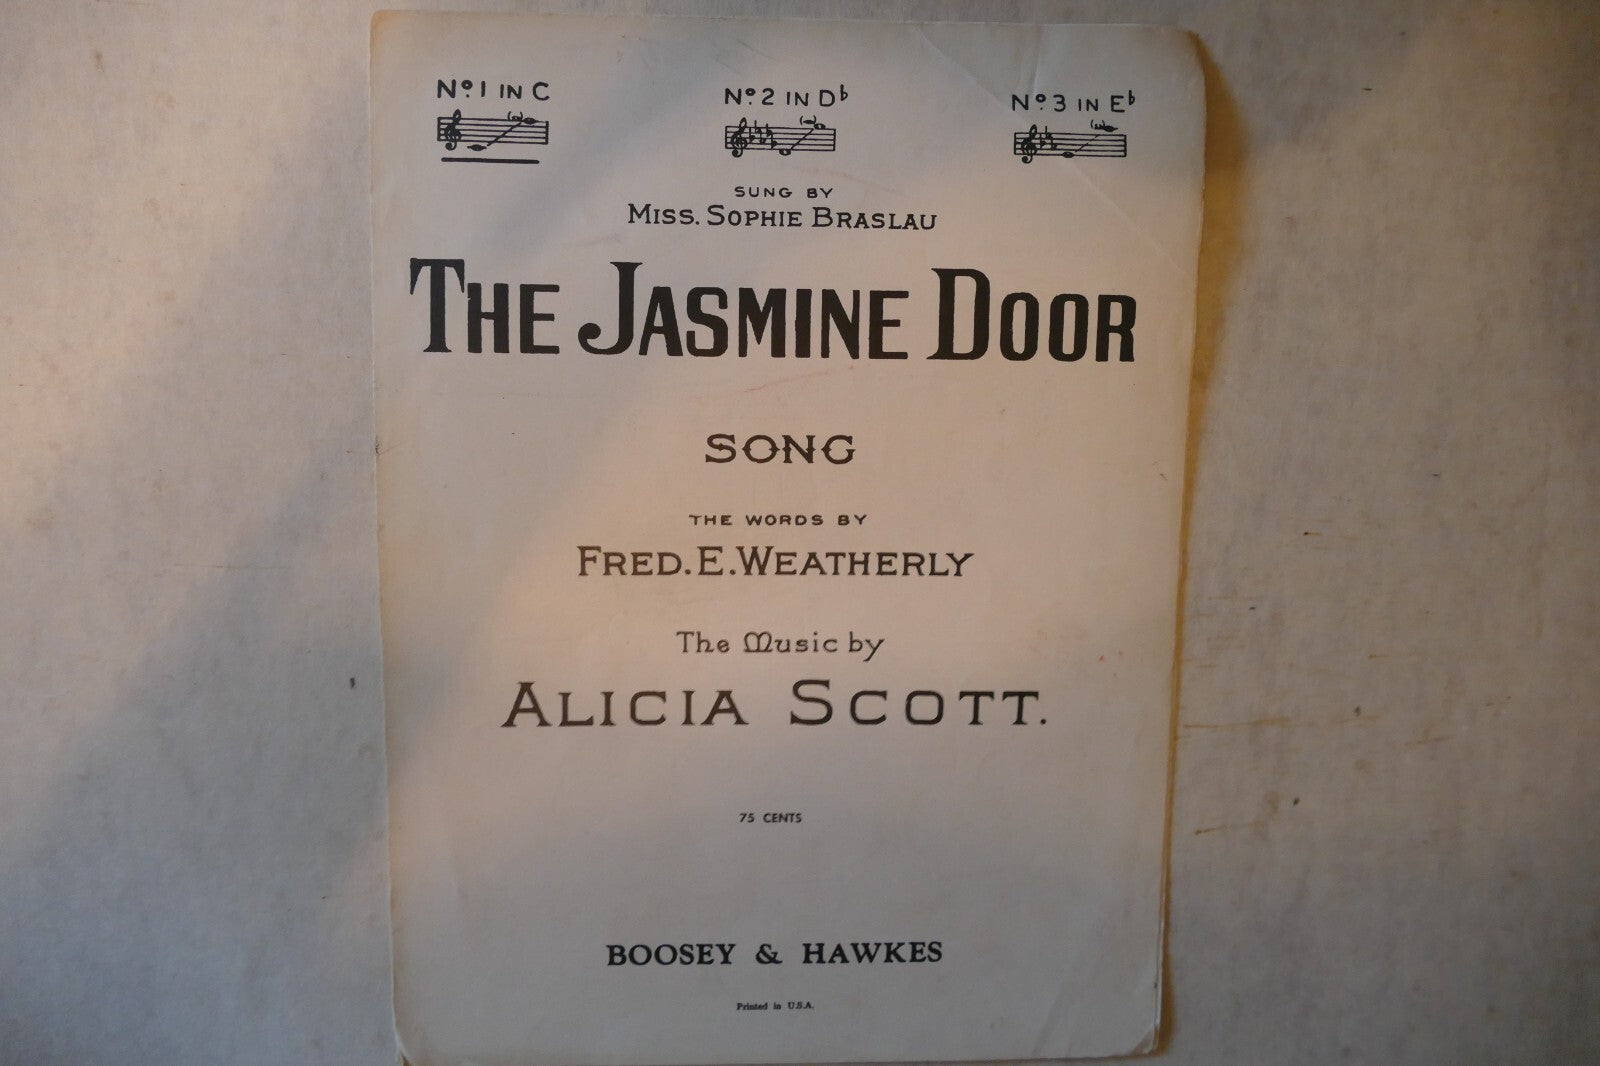 Nº. 1 IN C
Nº. 2 IN D♭
Nº. 3 IN E♭
SUNG BY
MISS. SOPHIE BRASLAU
THE JASMINE DOOR
SONG
THE WORDS BY
FRED. E. WEATHERLY
The Music by
ALICIA SCOTT.
75 CENTS
BOOSEY & HAWKES
Printed in U.S.A.